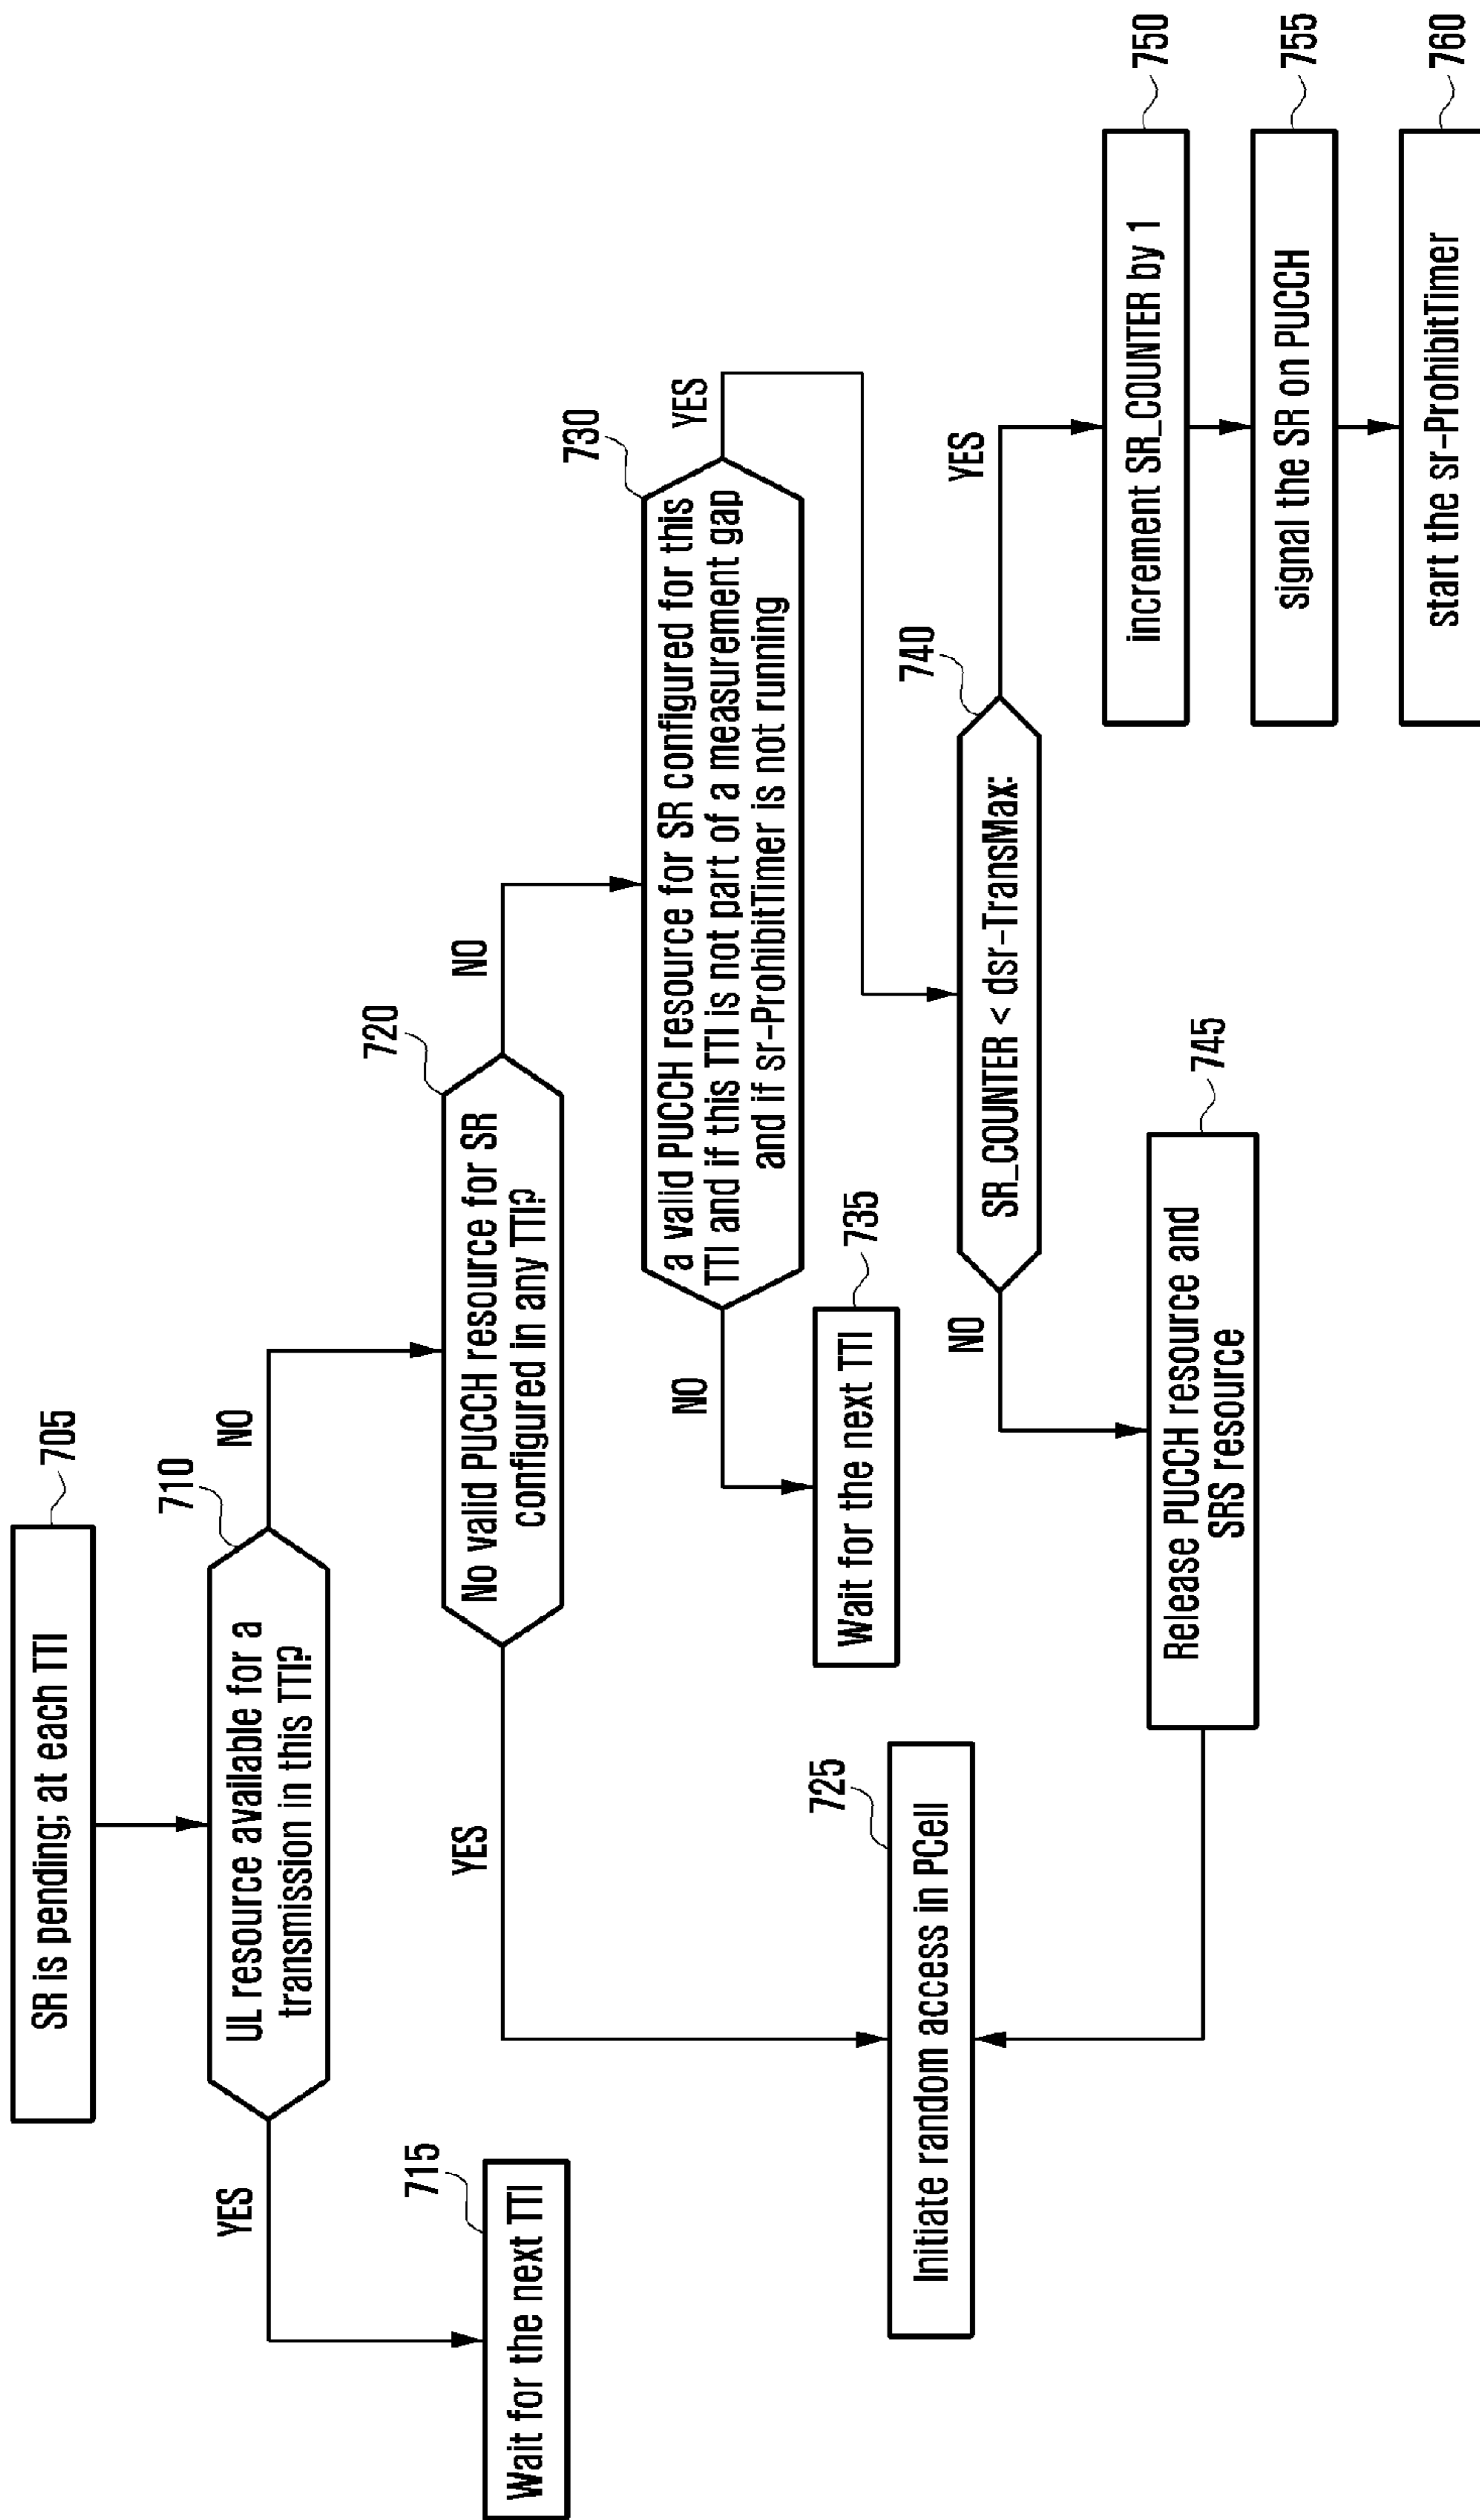 SR is pending; at each TTI
705
710
UL resource available for a
transmission in this TTI?
YES
NO
715
Wait for the next TTI
720
No valid PUCCH resource for SR
configured in any TTI?
YES
NO
730
a valid PUCCH resource for SR configured for this
TTI and if this TTI is not part of a measurement gap
and if sr-ProhibitTimer is not running
NO
YES
725
Initiate random access in PCell
735
Wait for the next TTI
740
SR_COUNTER < dsr-TransMax:
NO
YES
745
Release PUCCH resource and
SRS resource
increment SR_COUNTER by 1
750
signal the SR on PUCCH
755
start the sr-ProhibitTimer
760